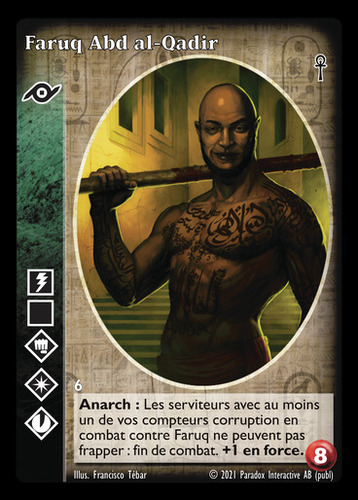 Faruq Abd al-Qadir
6
Anarch : Les serviteurs avec au moins
un de vos compteurs corruption en
combat contre Faruq ne peuvent pas
frapper : fin de combat. +1 en force.
8
Illus. Francisco Tébar © 2021 Paradox Interactive AB (publ)